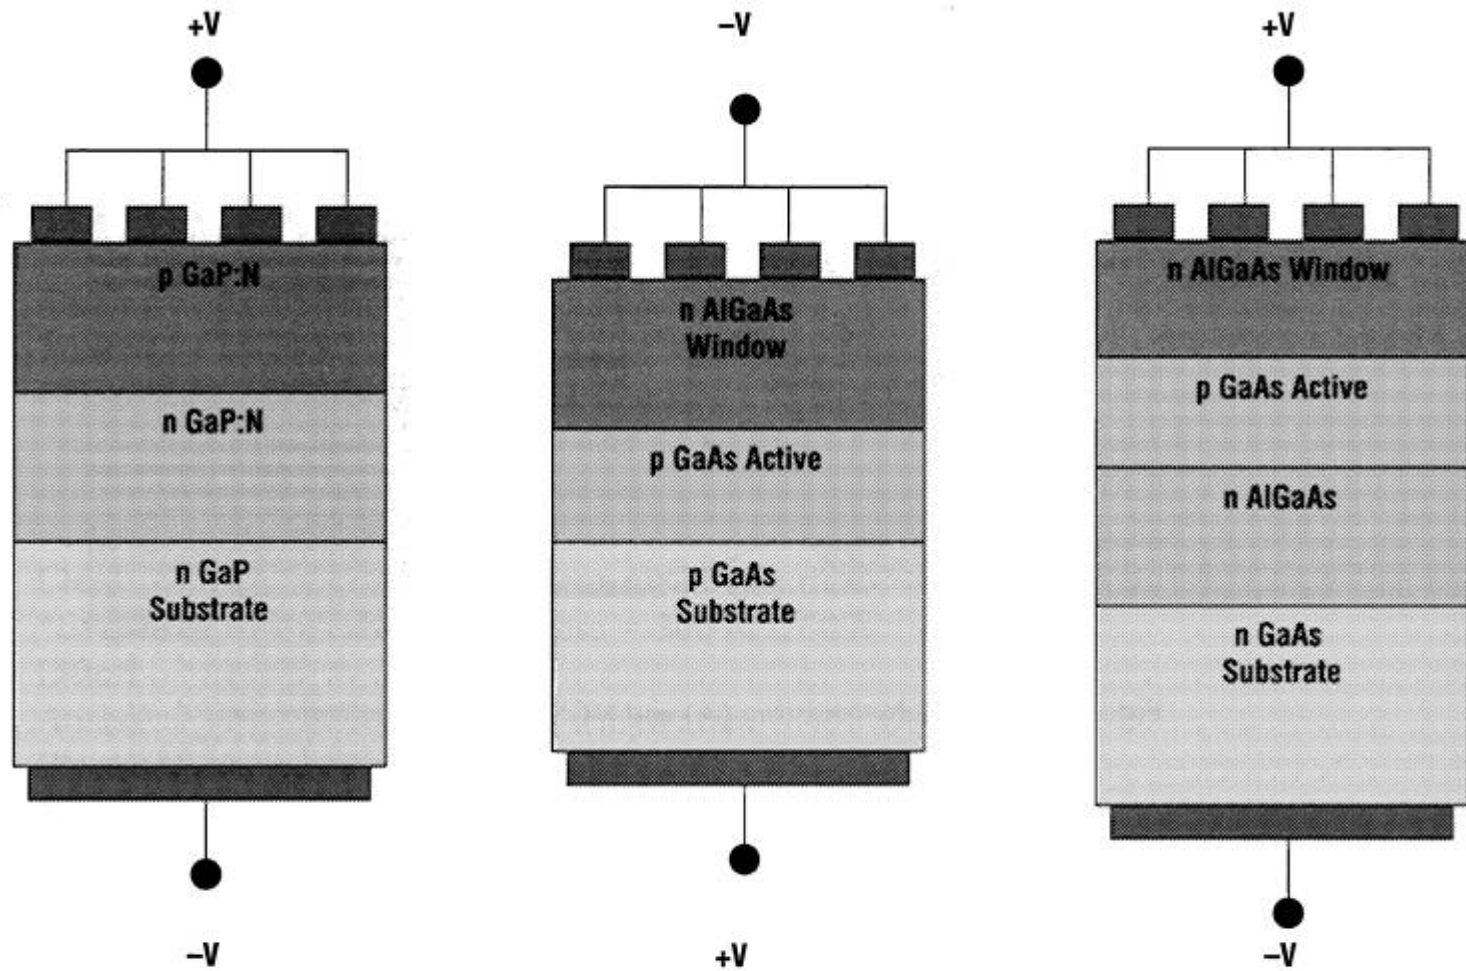 +V
p GaP:N
n GaP:N
n GaP
Substrate
–V
–V
n AlGaAs
Window
p GaAs Active
p GaAs
Substrate
+V
+V
n AlGaAs Window
p GaAs Active
n AlGaAs
n GaAs
Substrate
–V